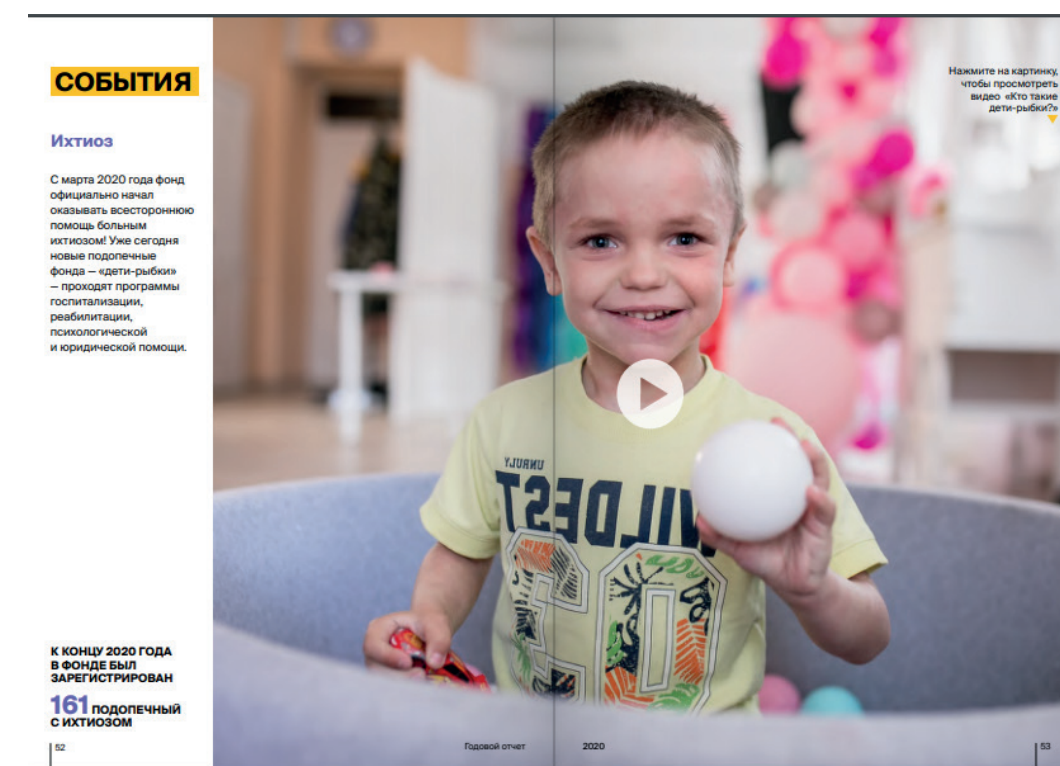 СОБЫТИЯ
Ихтиоз
С марта 2020 года фонд
официально начал
оказывать всестороннюю
помощь больным
ихтиозом! Уже сегодня
новые подопечные
фонда — «дети-рыбки»
— проходят программы
госпитализации,
реабилитации,
психологической
и юридической помощи.
К КОНЦУ 2020 ГОДА
В ФОНДЕ БЫЛ
ЗАРЕГИСТРИРОВАН
161 ПОДОПЕЧНЫЙ
С ИХТИОЗОМ
Нажмите на картинку,
чтобы просмотреть
видео «Кто такие
дети-рыбки?»
UNRULY
WILDEST
03
52
Годовой отчет 2020
53